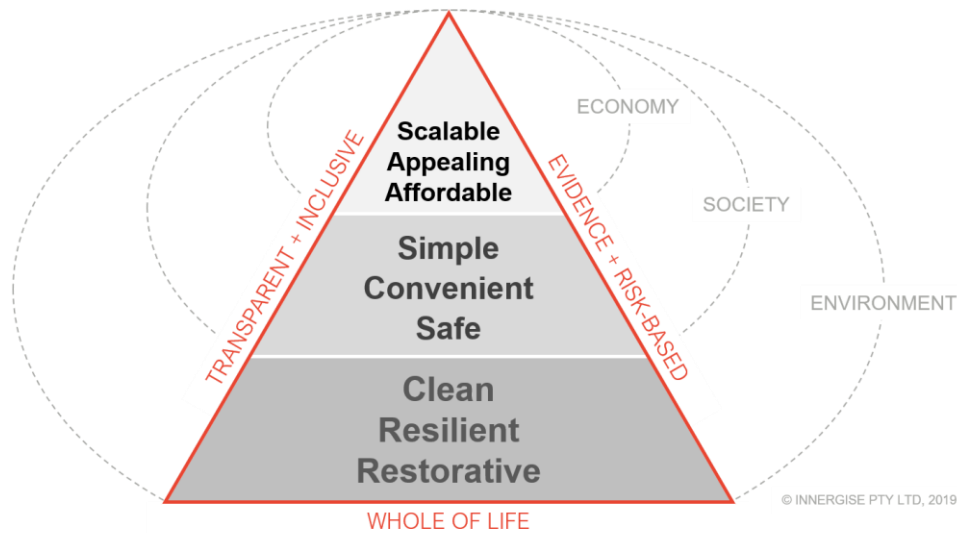 ECONOMY
Scalable
Appealing
Affordable
TRANSPARENT + INCLUSIVE
EVIDENCE + RISK-BASED
SOCIETY
Simple
Convenient
Safe
ENVIRONMENT
Clean
Resilient
Restorative
© INNERGISE PTY LTD, 2019
WHOLE OF LIFE